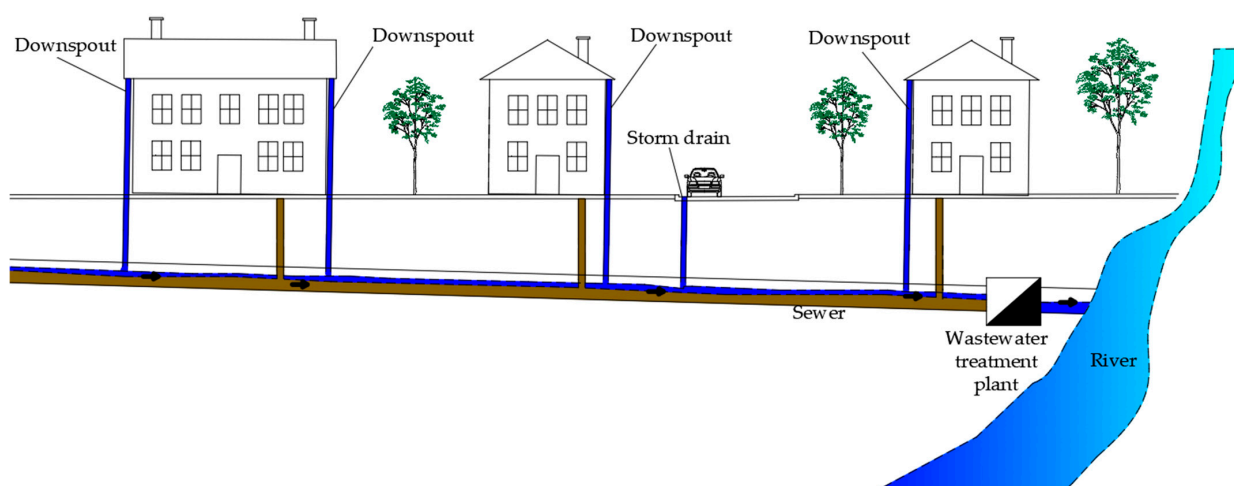 Downspout
Downspout
Downspout
Downspout
Storm drain
Sewer
Wastewater
treatment
plant
River